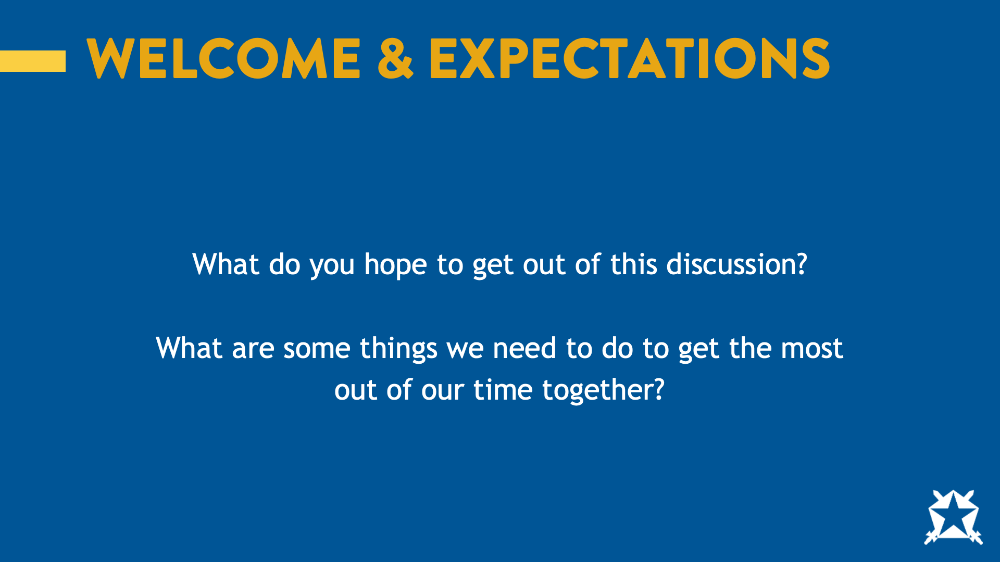 WELCOME & EXPECTATIONS
What do you hope to get out of this discussion?
What are some things we need to do to get the most
out of our time together?